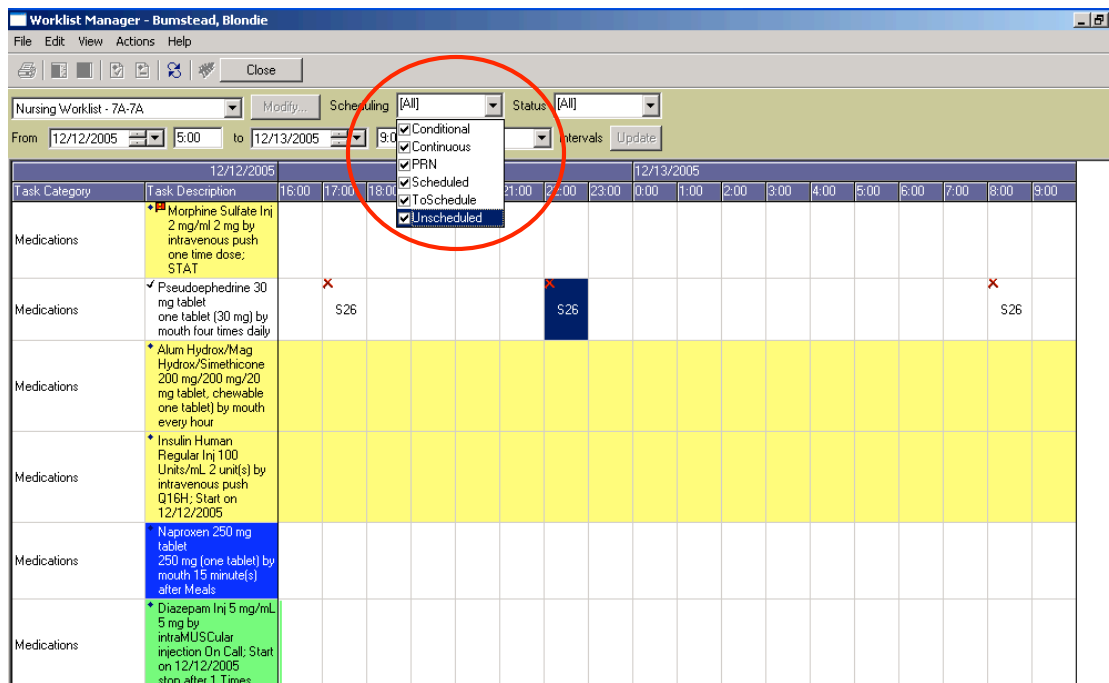 Worklist Manager - Bumstead, Blondie
File Edit View Actions Help
Close
Nursing Worklist - 7A-7A Modify... Scheduling [All] Status [All]
From 12/12/2005 5:00 to 12/13/2005 Intervals Update
Conditional
Continuous
PRN
Scheduled
ToSchedule
Unscheduled
12/12/2005 12/13/2005
Task Category Task Description 16:00 17:00 18:00 21:00 22:00 23:00 0:00 1:00 2:00 3:00 4:00 5:00 6:00 7:00 8:00 9:00
Medications
Morphine Sulfate Inj
2 mg/ml 2 mg by
intravenous push
one time dose;
STAT
Medications
Pseudoephedrine 30
mg tablet
one tablet (30 mg) by
mouth four times daily
S26 S26 S26
Medications
Alum Hydrox/Mag
Hydrox/Simethicone
200 mg/200 mg/20
mg tablet, chewable
one tablet) by mouth
every hour
Medications
Insulin Human
Regular Inj 100
Units/mL 2 unit(s) by
intravenous push
Q16H; Start on
12/12/2005
Medications
Naproxen 250 mg
tablet
250 mg (one tablet) by
mouth 15 minute(s)
after Meals
Medications
Diazepam Inj 5 mg/mL
5 mg by
intraMUSCular
injection On Call; Start
on 12/12/2005
stop after 1 Times